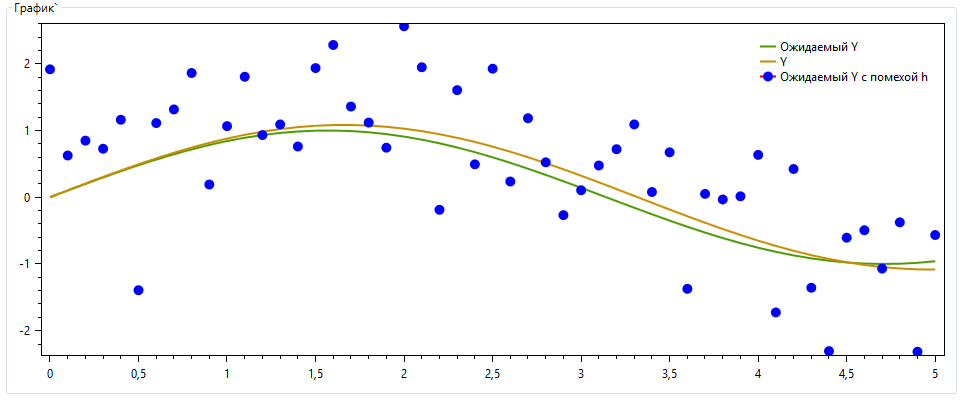 График`
Ожидаемый Y
Y
Ожидаемый Y с помехой h
2
1
0
-1
-2
0 0,5 1 1,5 2 2,5 3 3,5 4 4,5 5